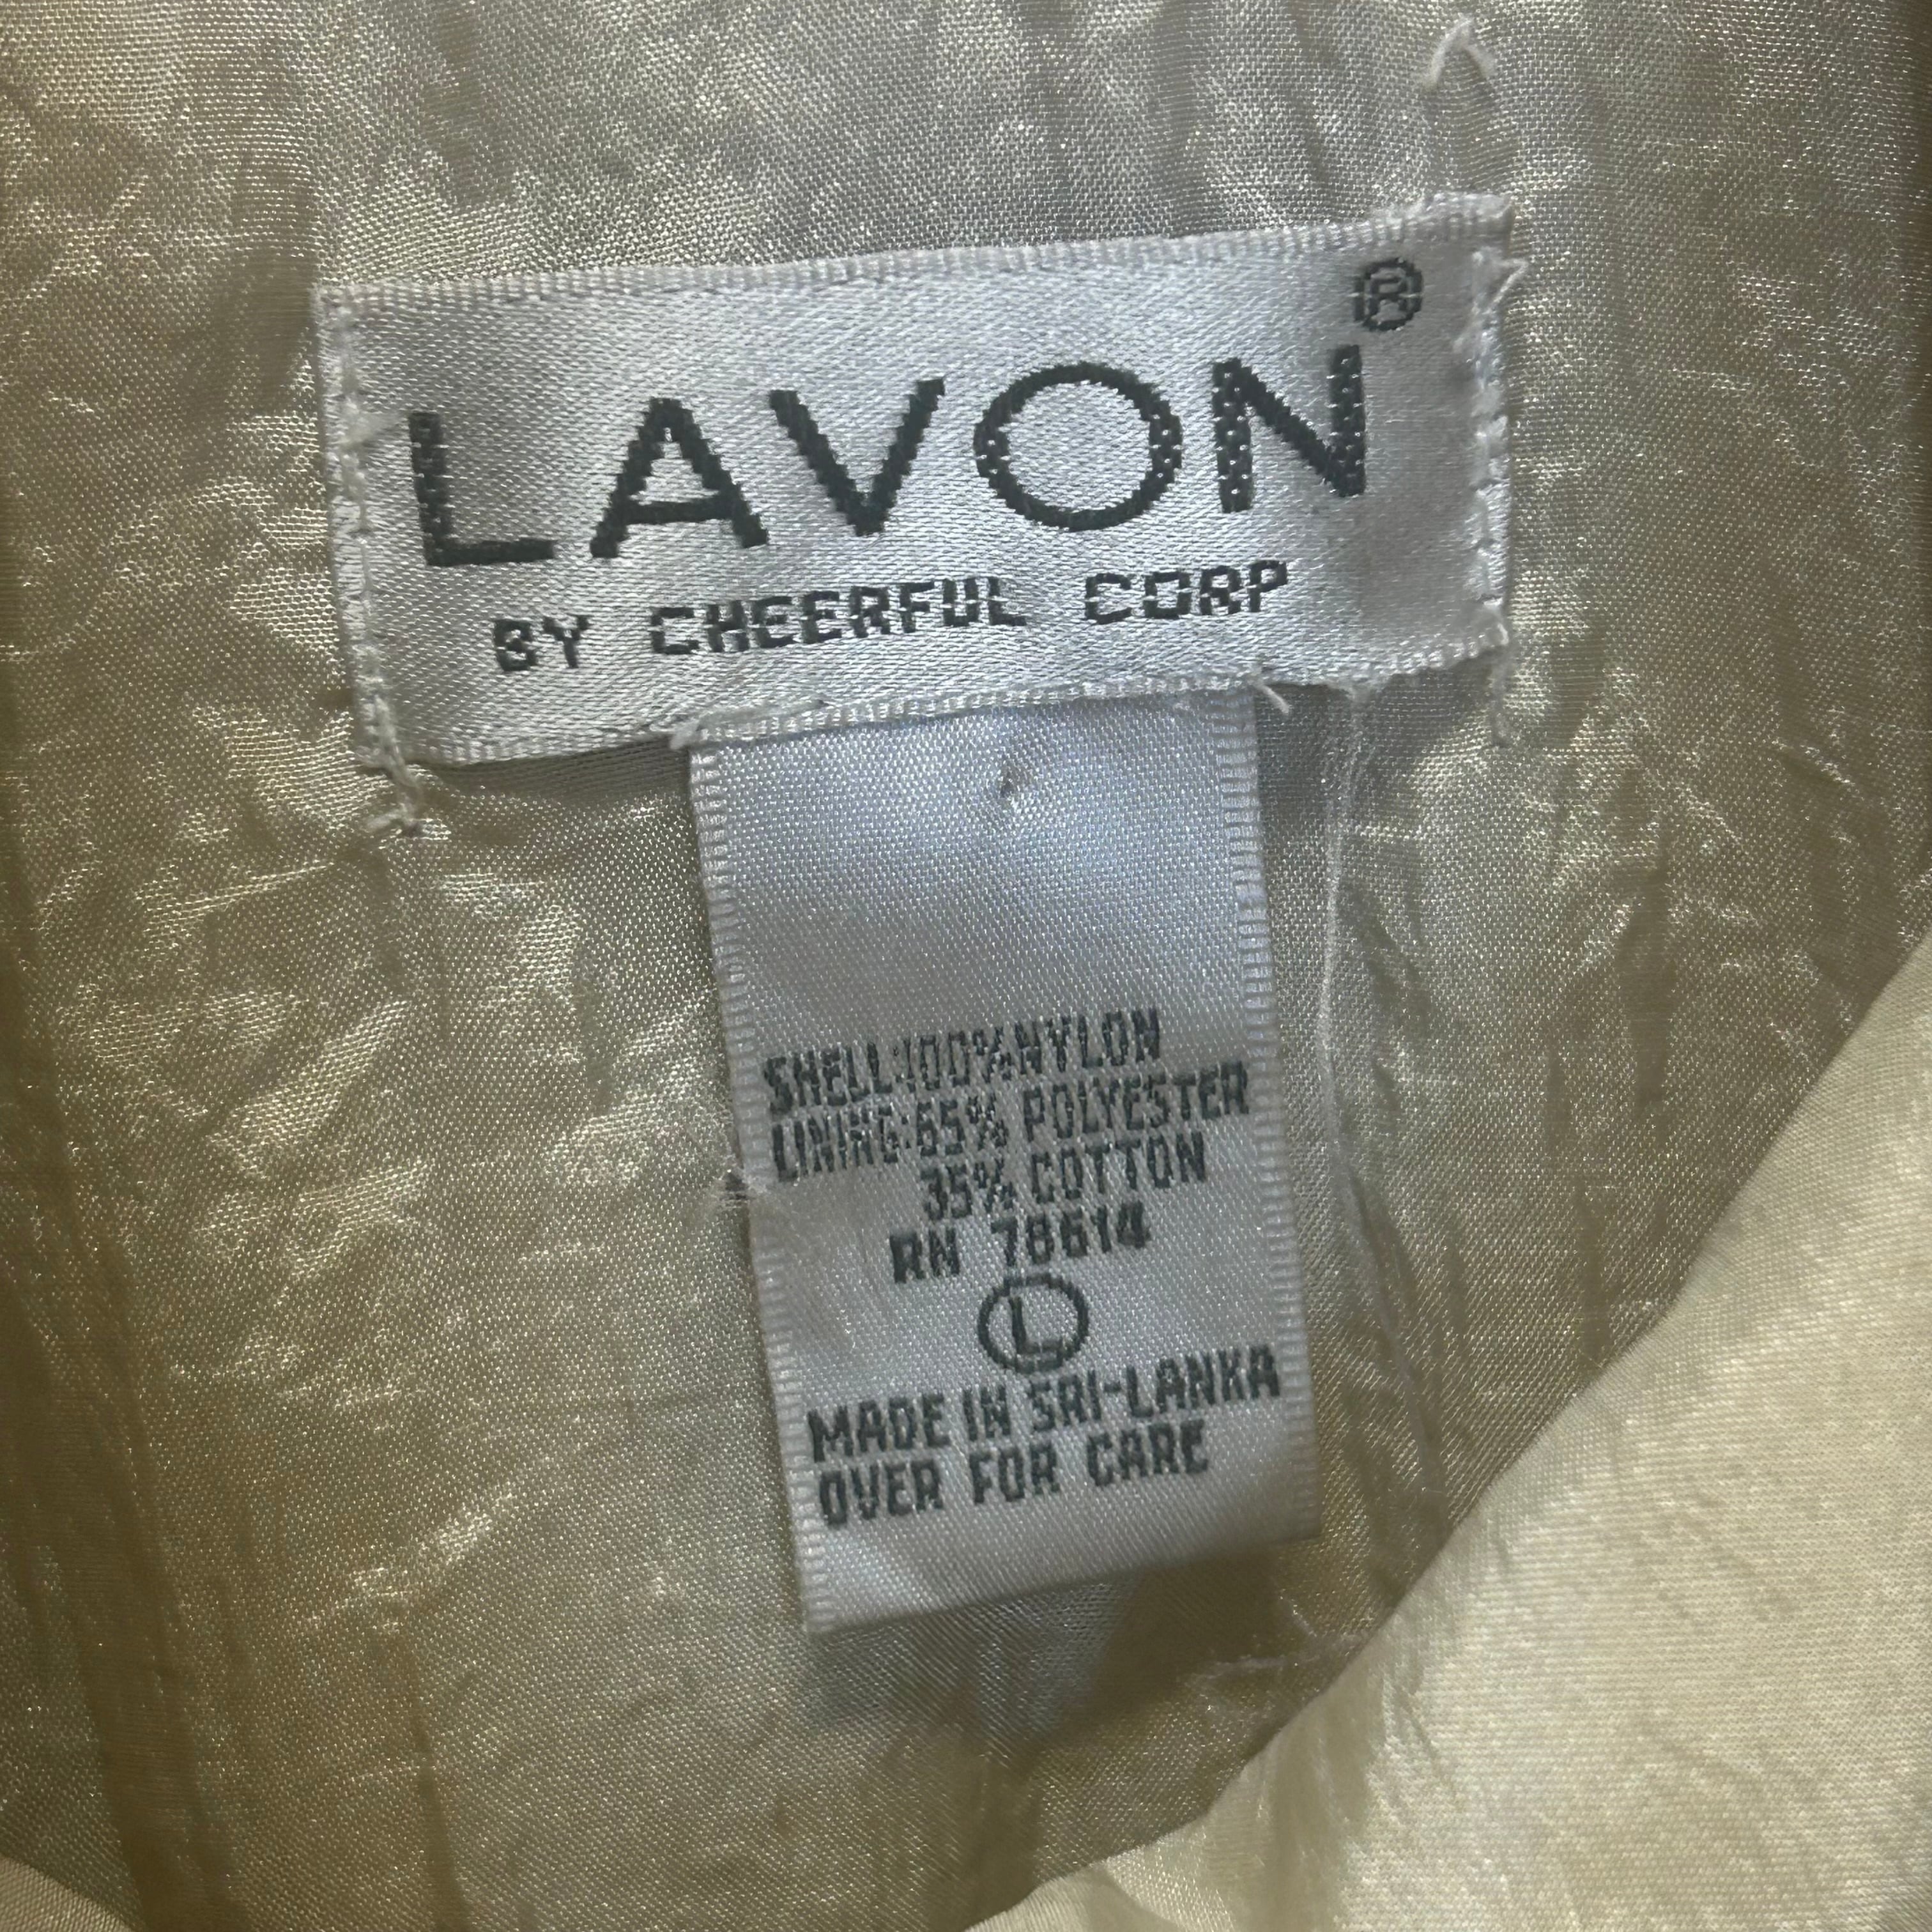 LAVON®
BY CHEERFUL CORP
SHELL:100%NYLON
LINING:65% POLYESTER
35% COTTON
RN 78614
L
MADE IN SRI-LANKA
OVER FOR CARE